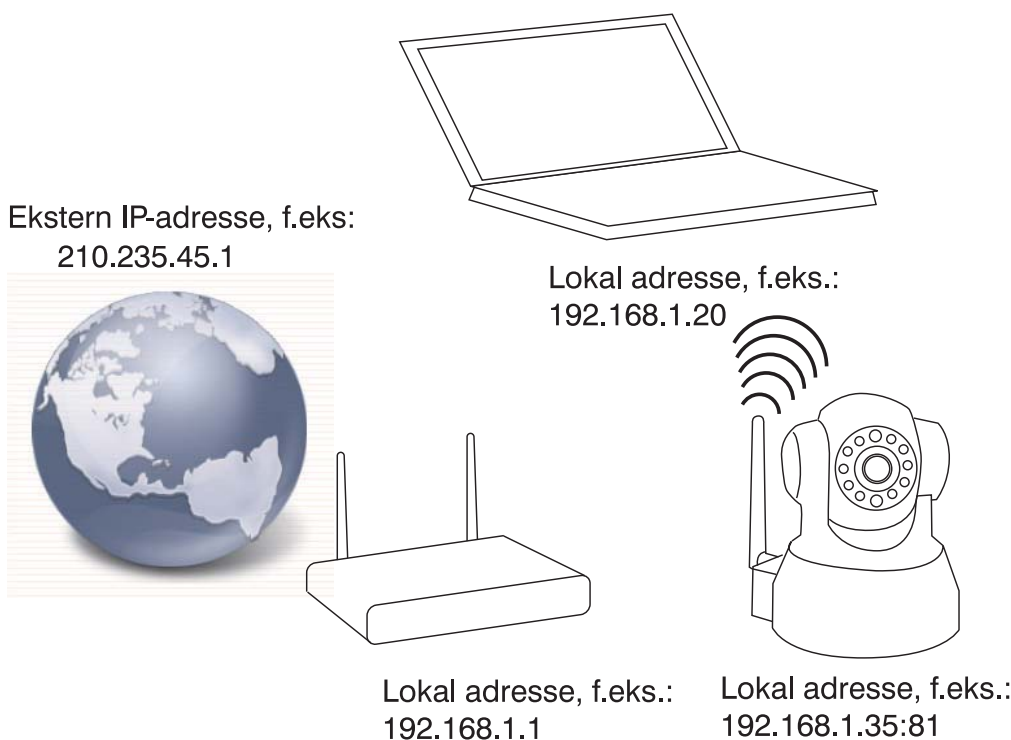 Ekstern IP-adresse, f.eks:
210.235.45.1
Lokal adresse, f.eks.:
192.168.1.20
Lokal adresse, f.eks.:
192.168.1.1
Lokal adresse, f.eks.:
192.168.1.35:81